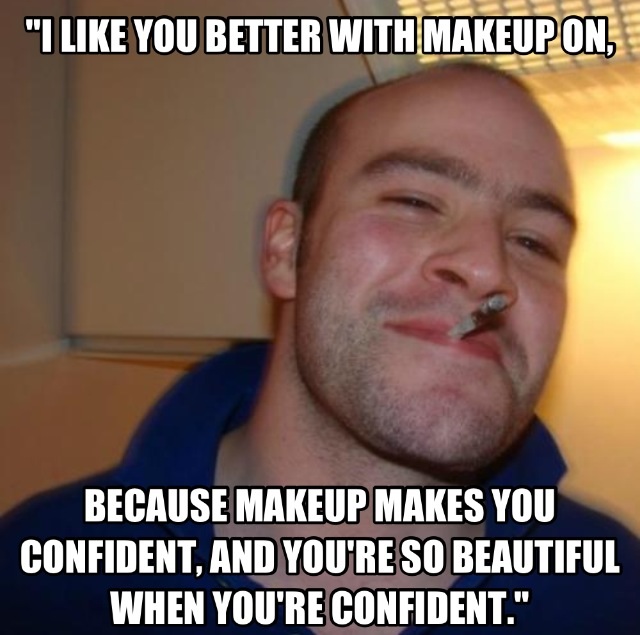 "I LIKE YOU BETTER WITH MAKEUP ON,
BECAUSE MAKEUP MAKES YOU
CONFIDENT, AND YOU'RE SO BEAUTIFUL
WHEN YOU'RE CONFIDENT."